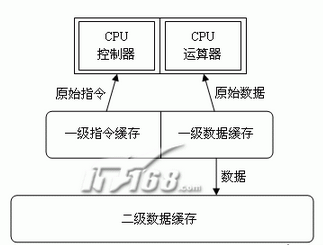 CPU
控制器
CPU
运算器
原始指令
原始数据
一级指令缓存
一级数据缓存
IT168.com
数据
二级数据缓存